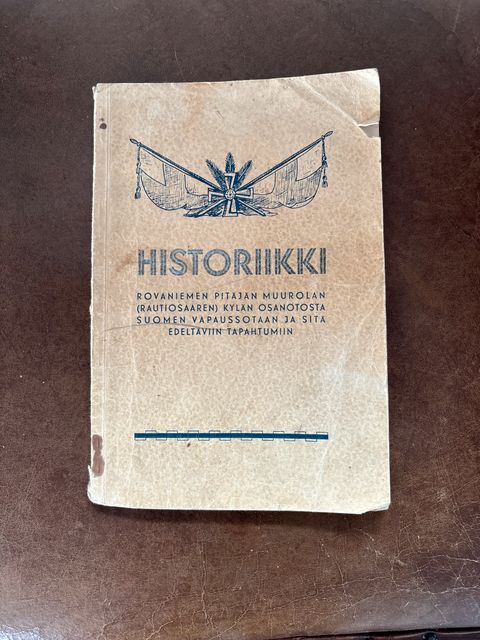 HISTORIIKKI
ROVANIEMEN PITÄJÄN MUUROLAN
(RAUTIOSAAREN) KYLÄN OSANOTOSTA
SUOMEN VAPAUSSOTAAN JA SITÄ
EDELTÄVIIN TAPAHTUMIIN